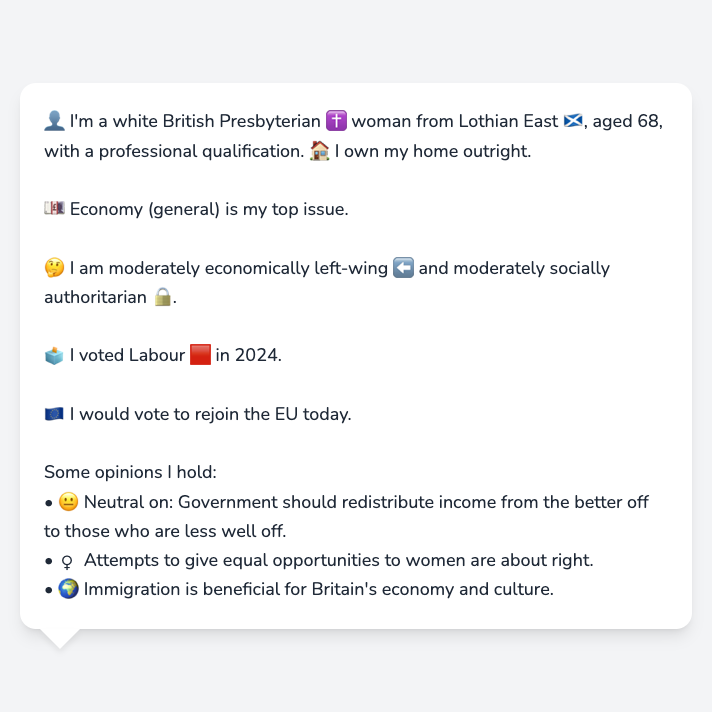 👤 I'm a white British Presbyterian ✝️ woman from Lothian East 🏴󠁧󠁢󠁳󠁣󠁴󠁿, aged 68,
with a professional qualification. 🏠 I own my home outright.
💷 Economy (general) is my top issue.
🤔 I am moderately economically left-wing ⬅️ and moderately socially
authoritarian 🔒.
🗳️ I voted Labour 🟥 in 2024.
🇪🇺 I would vote to rejoin the EU today.
Some opinions I hold:
• 😐 Neutral on: Government should redistribute income from the better off
to those who are less well off.
• ♀ Attempts to give equal opportunities to women are about right.
• 🌍 Immigration is beneficial for Britain's economy and culture.